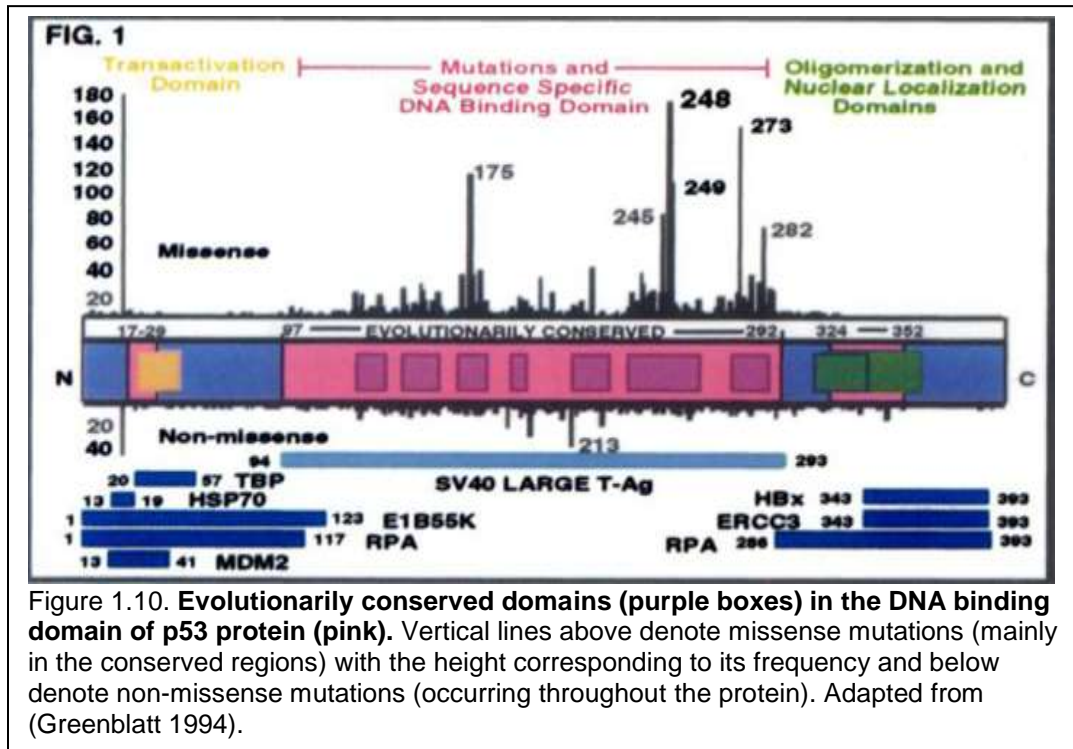 FIG. 1
Transactivation
Domain
Mutations and
Sequence Specific
DNA Binding Domain
Oligomerization and
Nuclear Localization
Domains
180
160
140
120
100
80
60
40
20
Missense
175
245
248
249
273
282
17-29
97
EVOLUTIONARILY CONSERVED
292
324
352
N
C
20
40
Non-missense
213
94
293
SV40 LARGE T-Ag
20
57
TBP
13
19
HSP70
1
123
E1B55K
1
117
RPA
13
41
MDM2
HBx
343
393
ERCC3
343
393
RPA
286
393
Figure 1.10. Evolutionarily conserved domains (purple boxes) in the DNA binding
domain of p53 protein (pink). Vertical lines above denote missense mutations (mainly
in the conserved regions) with the height corresponding to its frequency and below
denote non-missense mutations (occurring throughout the protein). Adapted from
(Greenblatt 1994).